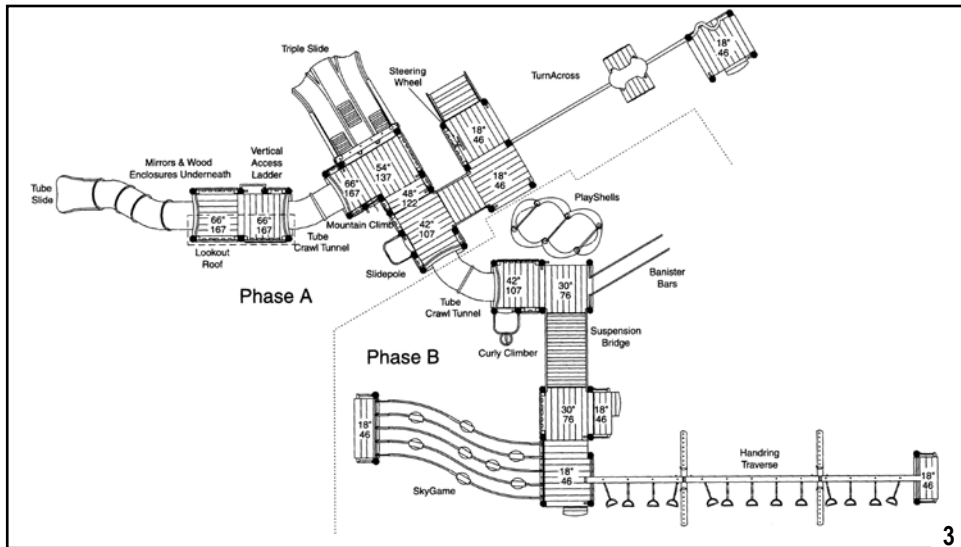 Triple Slide
Steering
Wheel
TurnAcross
18"
46
Mirrors & Wood
Enclosures Underneath
Vertical
Access
Ladder
Tube
Slide
66"
167
66"
167
Lookout
Roof
Tube
Crawl Tunnel
66"
167
54"
137
48"
122
Mountain Climb
42"
107
Slidepole
18"
46
18"
46
PlayShells
Phase A
Tube
Crawl Tunnel
42"
107
30"
76
Banister
Bars
Curly Climber
Suspension
Bridge
Phase B
18"
46
30"
76
18"
46
SkyGame
18"
46
Handring
Traverse
18"
46
3